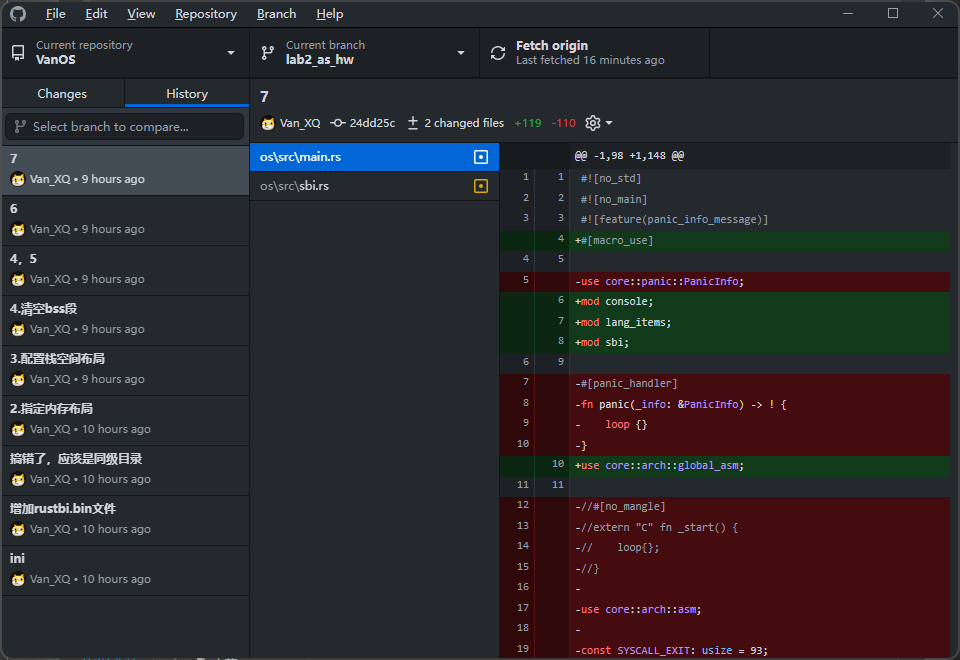 File Edit View Repository Branch Help
Current repository
VanOS
Current branch
lab2_as_hw
Fetch origin
Last fetched 16 minutes ago
Changes History
Select branch to compare...
7
Van_XQ • 9 hours ago
6
Van_XQ • 9 hours ago
4，5
Van_XQ • 9 hours ago
4.清空bss段
Van_XQ • 9 hours ago
3.配置栈空间布局
Van_XQ • 9 hours ago
2.指定内存布局
Van_XQ • 10 hours ago
搞错了，应该是同级目录
Van_XQ • 10 hours ago
增加rustbi.bin文件
Van_XQ • 10 hours ago
ini
Van_XQ • 10 hours ago
7
Van_XQ 24dd25c 2 changed files +119 -110
os\src\main.rs
os\src\sbi.rs
@@ -1,98 +1,148 @@
1 1 #![no_std]
2 2 #![no_main]
3 3 #![feature(panic_info_message)]
4 +#[macro_use]
4 5
5 -use core::panic::PanicInfo;
6 +mod console;
7 +mod lang_items;
8 +mod sbi;
6 9
7 -#[panic_handler]
8 -fn panic(_info: &PanicInfo) -> ! {
9 -    loop {}
10 -}
10 +use core::arch::global_asm;
11 11
12 -//#[no_mangle]
13 -//extern "C" fn _start() {
14 -//    loop{};
15 -//}
16 -
17 -use core::arch::asm;
18 -
19 -const SYSCALL_EXIT: usize = 93;